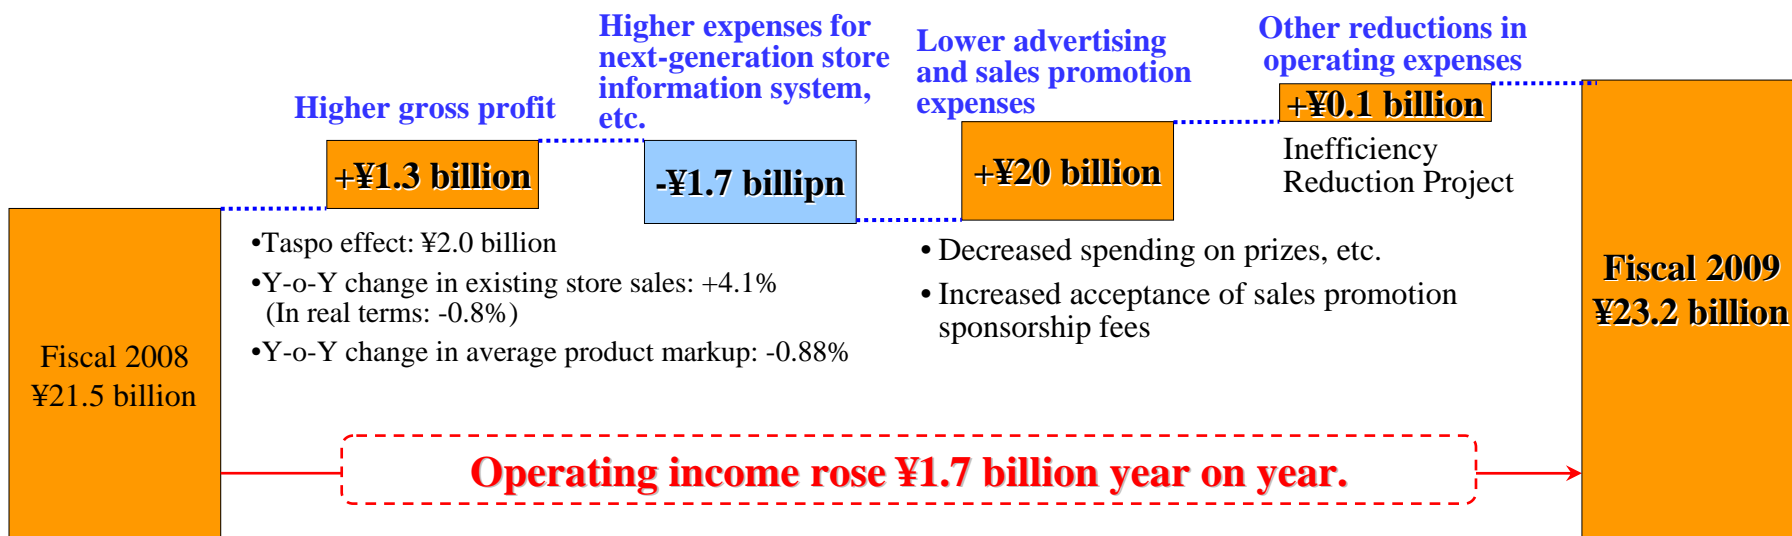 Higher gross profit
Higher expenses for
next-generation store
information system,
etc.
Lower advertising
and sales promotion
expenses
Other reductions in
operating expenses
+¥1.3 billion
-¥1.7 billipn
+¥20 billion
+¥0.1 billion
Inefficiency
Reduction Project
•Taspo effect: ¥2.0 billion
•Y-o-Y change in existing store sales: +4.1%
(In real terms: -0.8%)
•Y-o-Y change in average product markup: -0.88%
• Decreased spending on prizes, etc.
• Increased acceptance of sales promotion
sponsorship fees
Fiscal 2008
¥21.5 billion
Fiscal 2009
¥23.2 billion
Operating income rose ¥1.7 billion year on year.